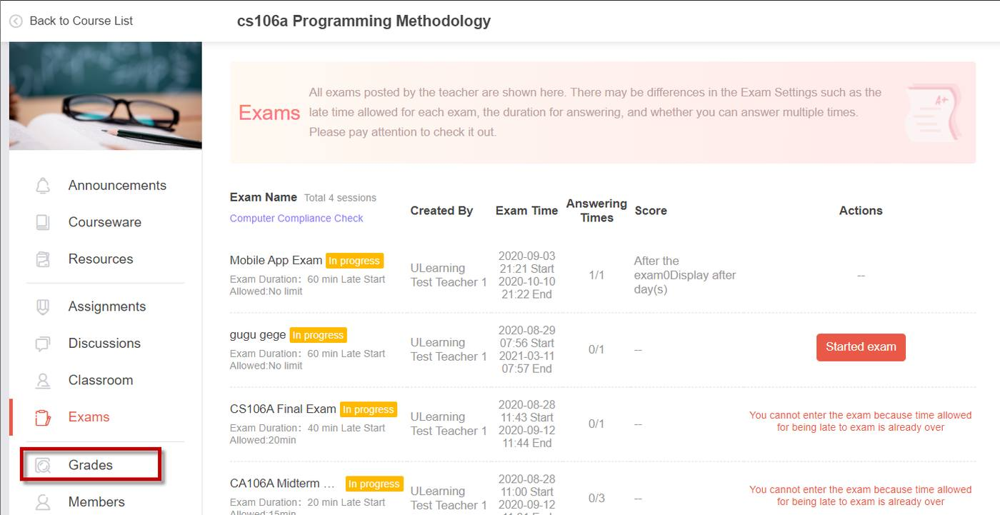 Back to Course List
cs106a Programming Methodology
Announcements
Courseware
Resources
Assignments
Discussions
Classroom
Exams
Grades
Members
Exams
All exams posted by the teacher are shown here. There may be differences in the Exam Settings such as the
late time allowed for each exam, the duration for answering, and whether you can answer multiple times.
Please pay attention to check it out.
A+
Exam Name Total 4 sessions
Computer Compliance Check
Created By
Exam Time
Answering
Times
Score
Actions
Mobile App Exam In progress
Exam Duration： 60 min Late Start
Allowed:No limit
ULearning
Test Teacher 1
2020-09-03
21:21 Start
2020-10-10
21:22 End
1/1
After the
exam0Display after
day(s)
--
gugu gege In progress
Exam Duration： 60 min Late Start
Allowed:No limit
ULearning
Test Teacher 1
2020-08-29
07:56 Start
2021-03-11
07:57 End
0/1
--
Started exam
CS106A Final Exam In progress
Exam Duration： 40 min Late Start
Allowed:20min
ULearning
Test Teacher 1
2020-08-28
11:43 Start
2020-09-12
11:44 End
0/1
--
You cannot enter the exam because time allowed
for being late to exam is already over
CA106A Midterm ... In progress
Exam Duration： 20 min Late Start
Allowed:15min
ULearning
Test Teacher 1
2020-08-28
11:00 Start
2020-09-12
0/3
--
You cannot enter the exam because time allowed
for being late to exam is already over